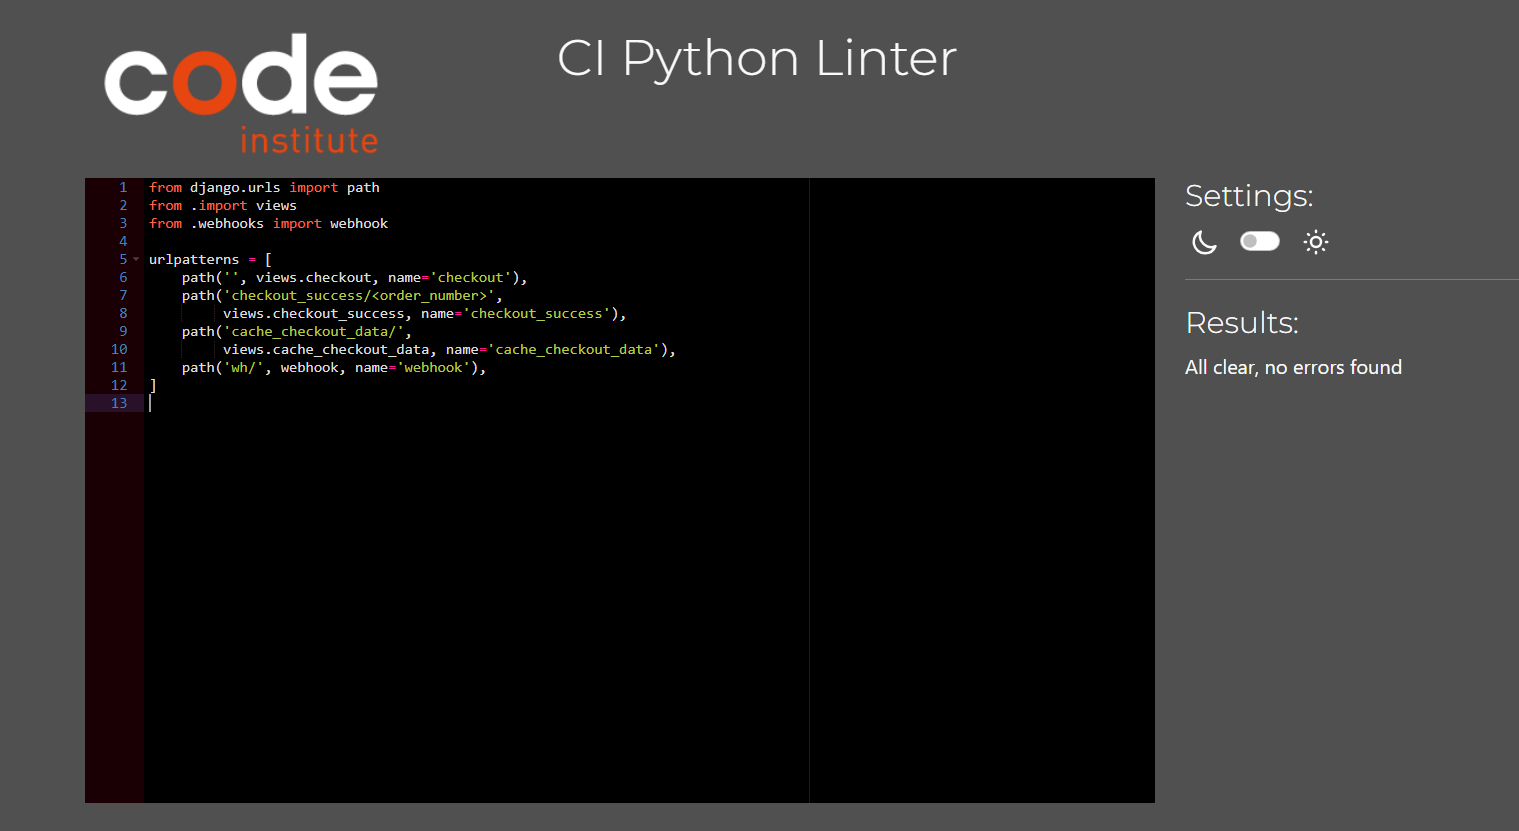 code
institute
CI Python Linter
1 from django.urls import path
2 from .import views
3 from .webhooks import webhook
4
5 urlpatterns = [
6     path('', views.checkout, name='checkout'),
7     path('checkout_success/<order_number>',
8          views.checkout_success, name='checkout_success'),
9     path('cache_checkout_data/',
10          views.cache_checkout_data, name='cache_checkout_data'),
11     path('wh/', webhook, name='webhook'),
12 ]
13
Settings:
Results:
All clear, no errors found